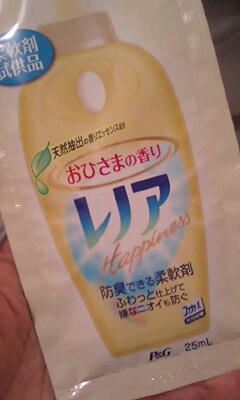 柔軟剤
試供品
天然抽出の香りエッセンス配合
おひさまの香り
レノア
Happiness
防臭できる柔軟剤
ふわっと仕上げて
嫌なニオイも防ぐ
P&G
25mL